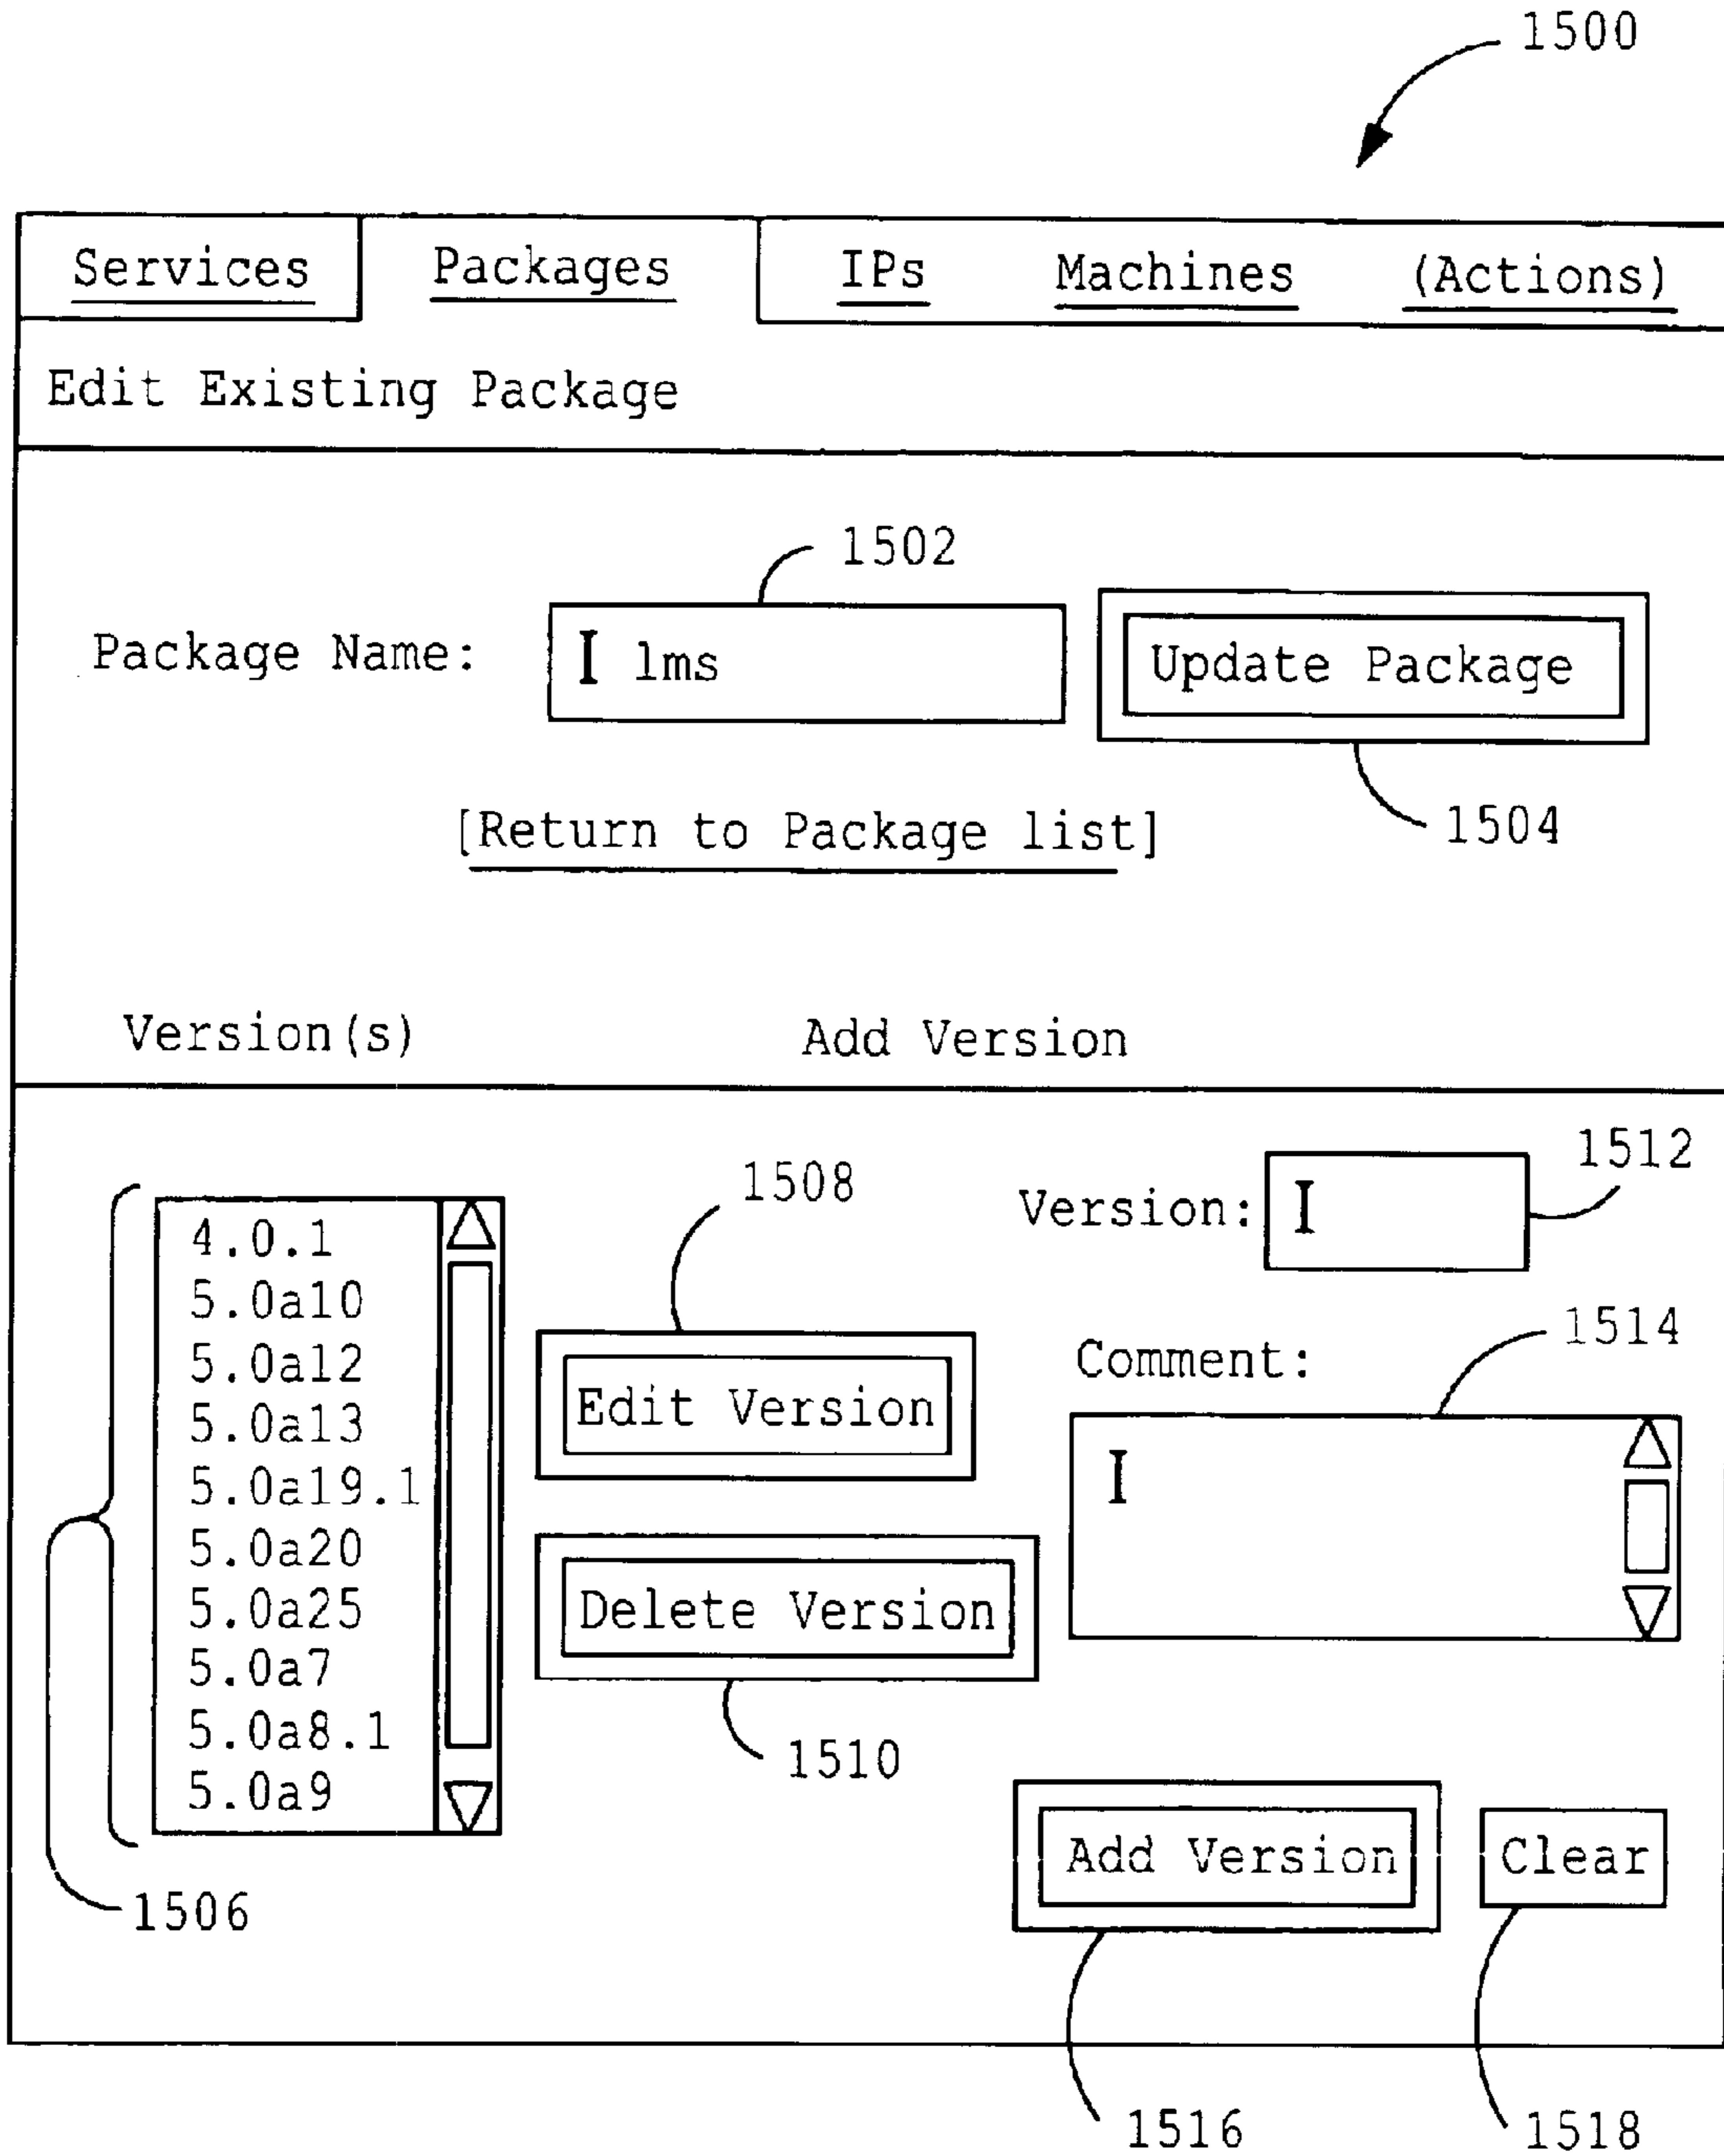 1500
Services Packages IPs Machines (Actions)
Edit Existing Package
1502
Package Name: lms Update Package
1504
[Return to Package list]
Version(s) Add Version
1508
1512
Version:
4.0.1
5.0a10
5.0a12
5.0a13
5.0a19.1
5.0a20
5.0a25
5.0a7
5.0a8.1
5.0a9
1506
Edit Version
Delete Version
1510
1514
Comment:
Add Version Clear
1516 1518